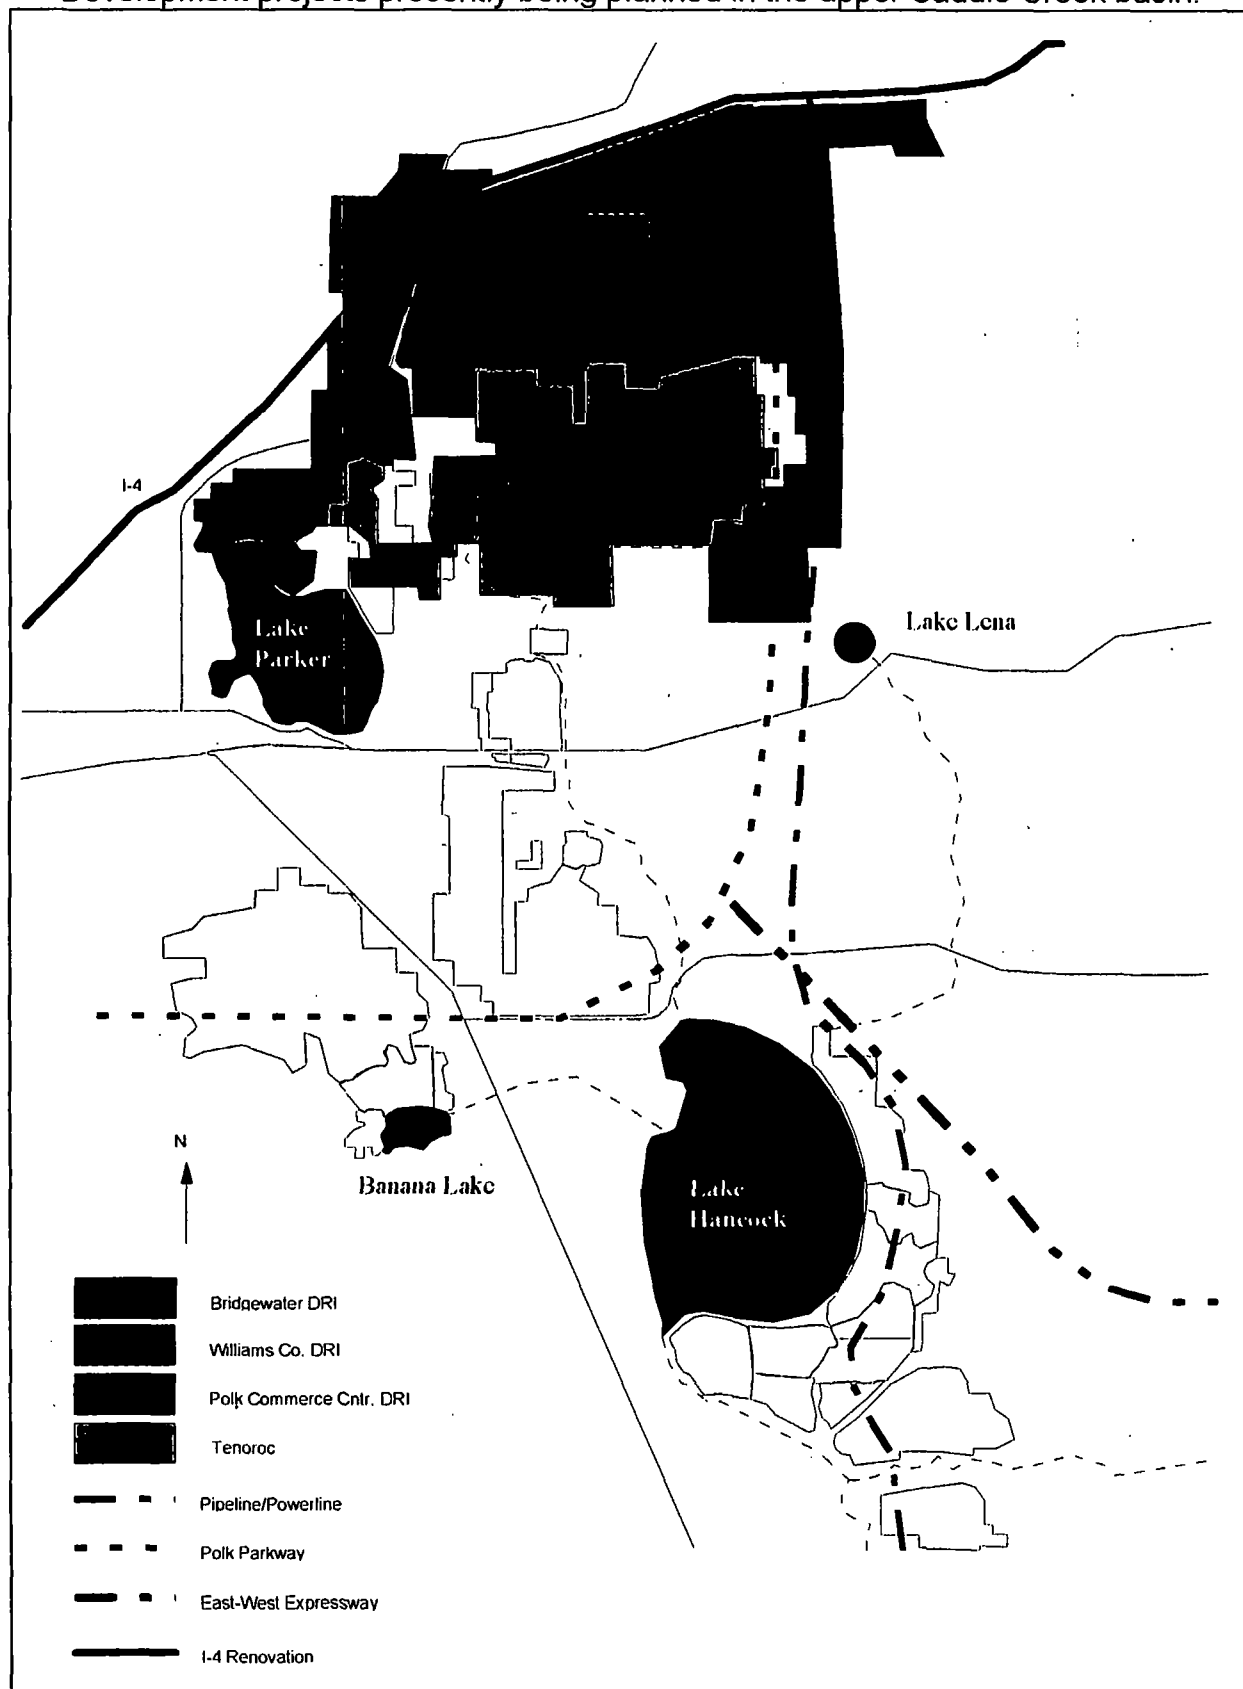 Development projects presently being planned in the upper Saddle Creek basin.
I-4
Lake Lena
Lake
Parker
N
Banana Lake
Lake
Hancock
Bridgewater DRI
Williams Co. DRI
Polk Commerce Cntr. DRI
Tenoroc
Pipeline/Powerline
Polk Parkway
East-West Expressway
I-4 Renovation